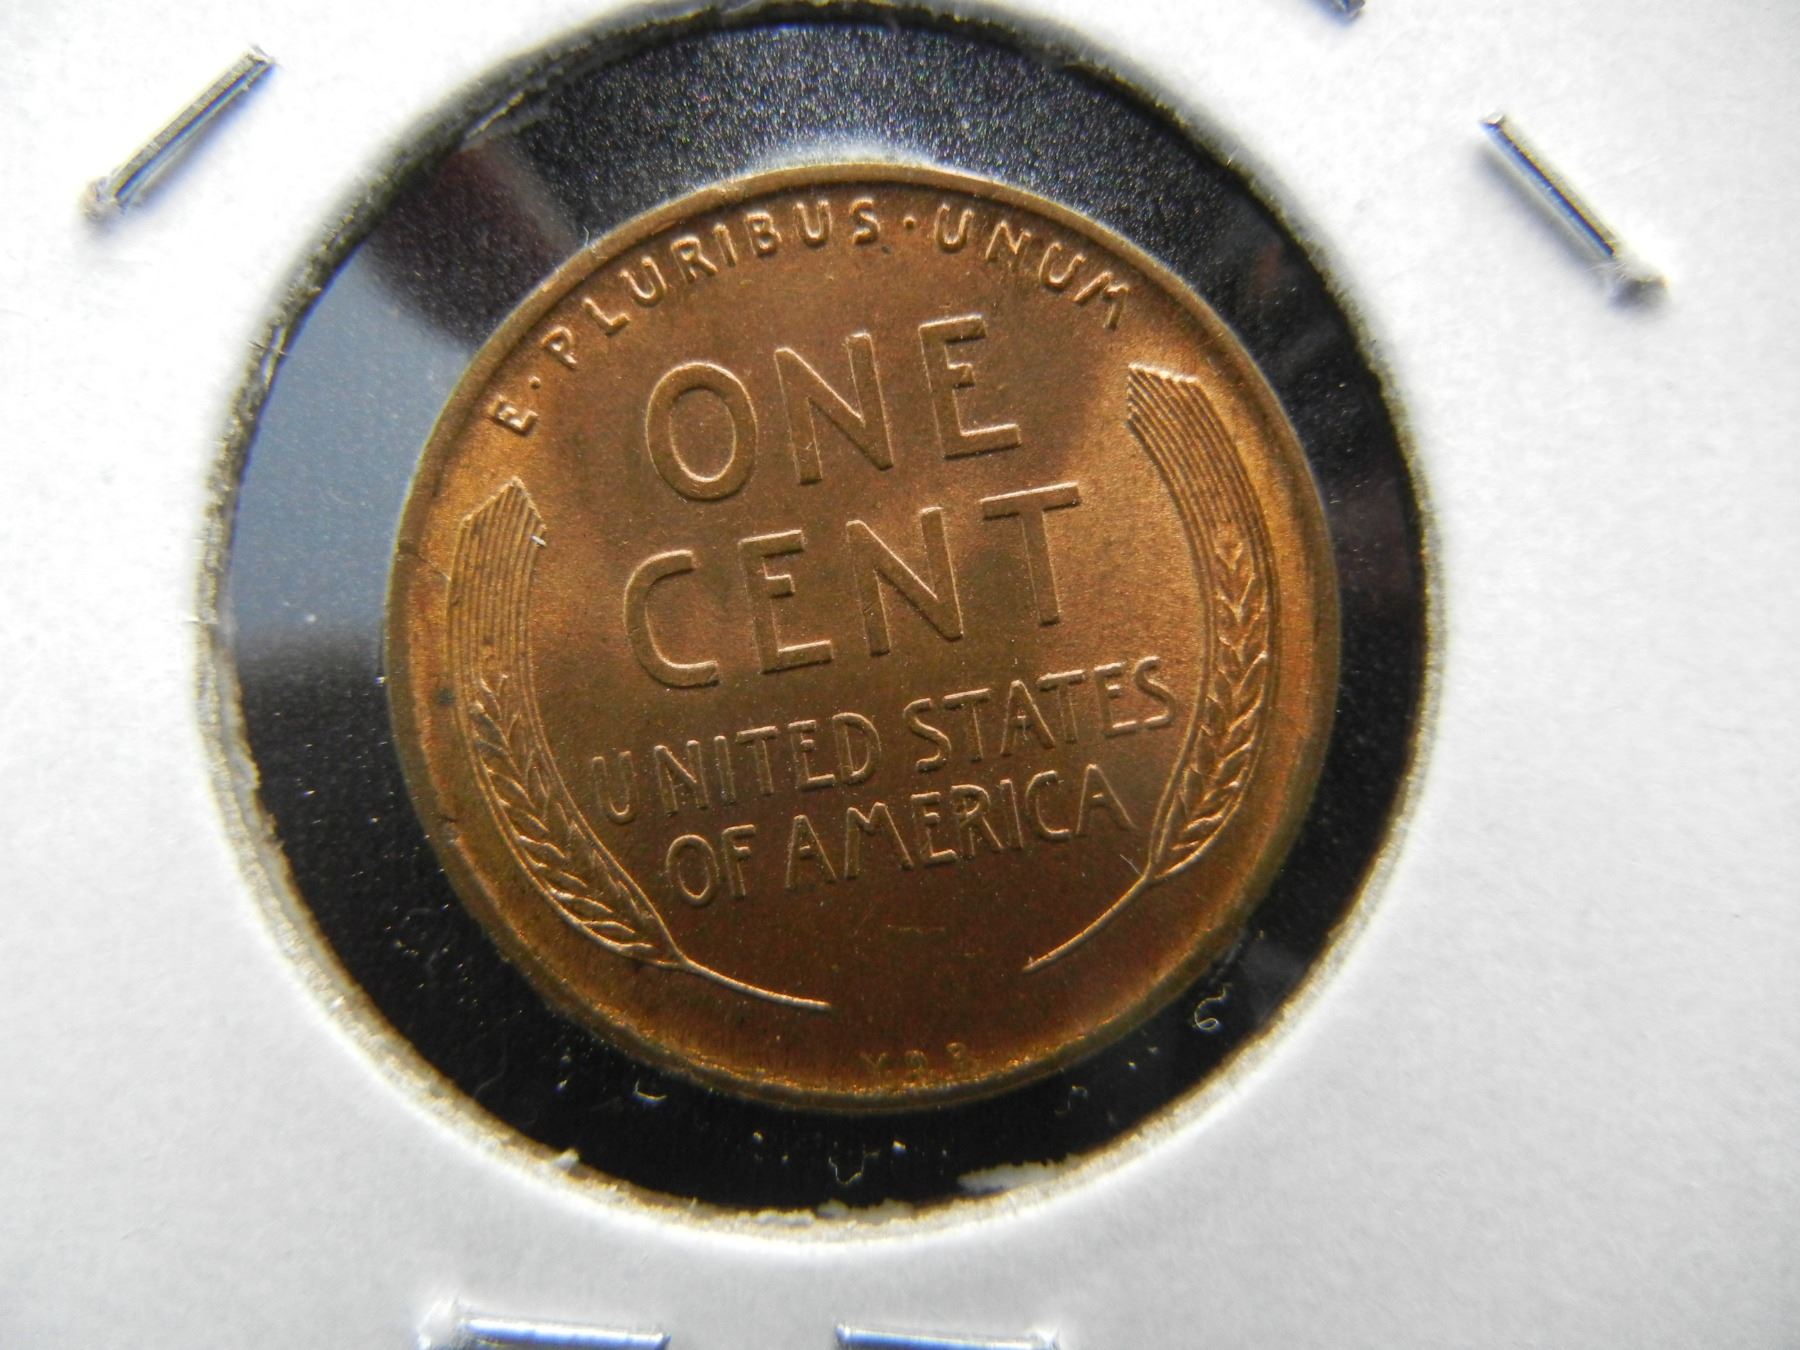 E·PLURIBUS·UNUM
ONE
CENT
UNITED STATES
OF AMERICA
V.D.B.